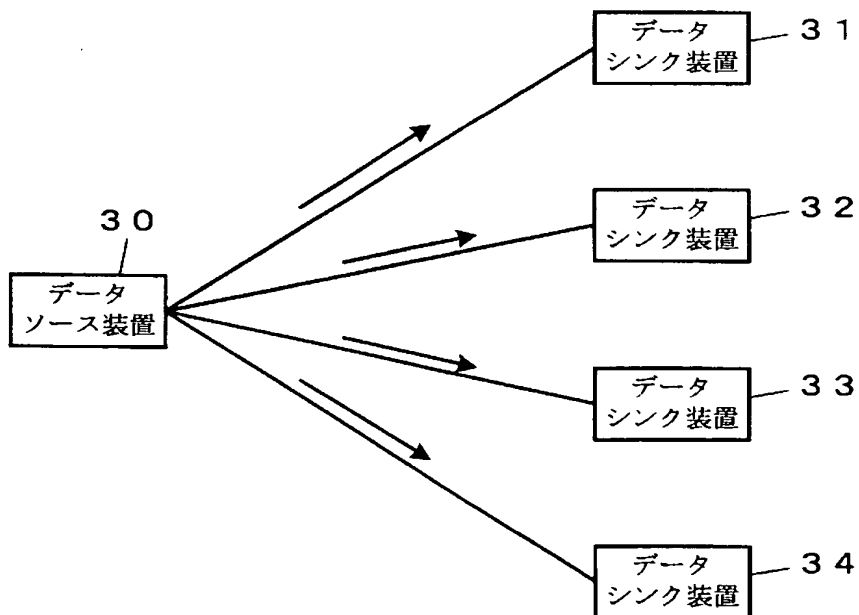 データ
シンク装置
３１
データ
シンク装置
３２
３０
データ
ソース装置
データ
シンク装置
３３
データ
シンク装置
３４